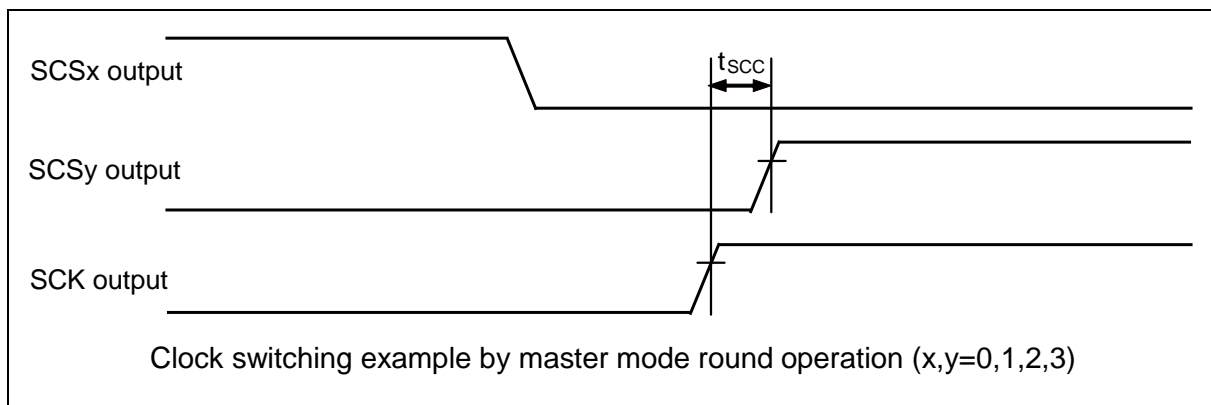 SCSx output
tSCC
SCSy output
SCK output
Clock switching example by master mode round operation (x,y=0,1,2,3)